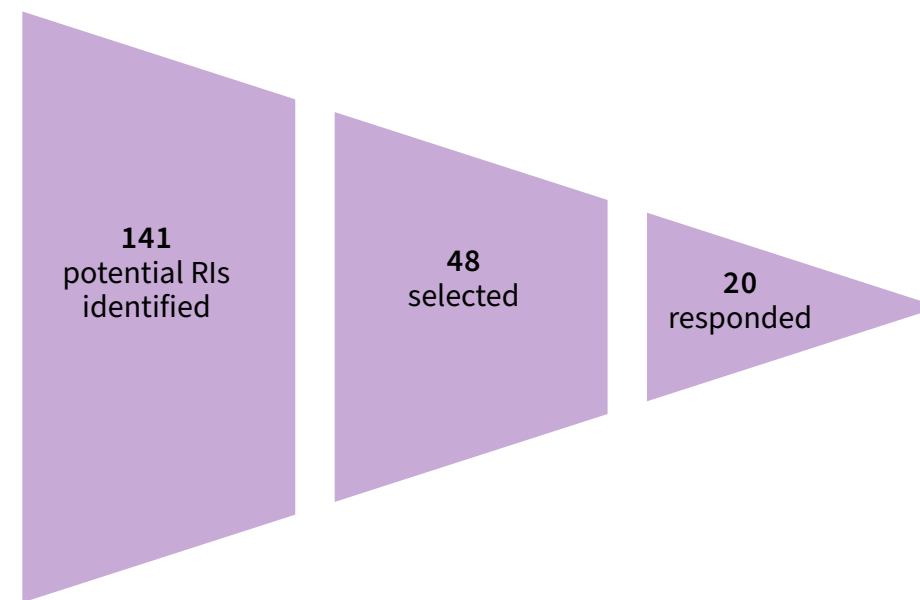 141
potential RIs
identified
48
selected
20
responded